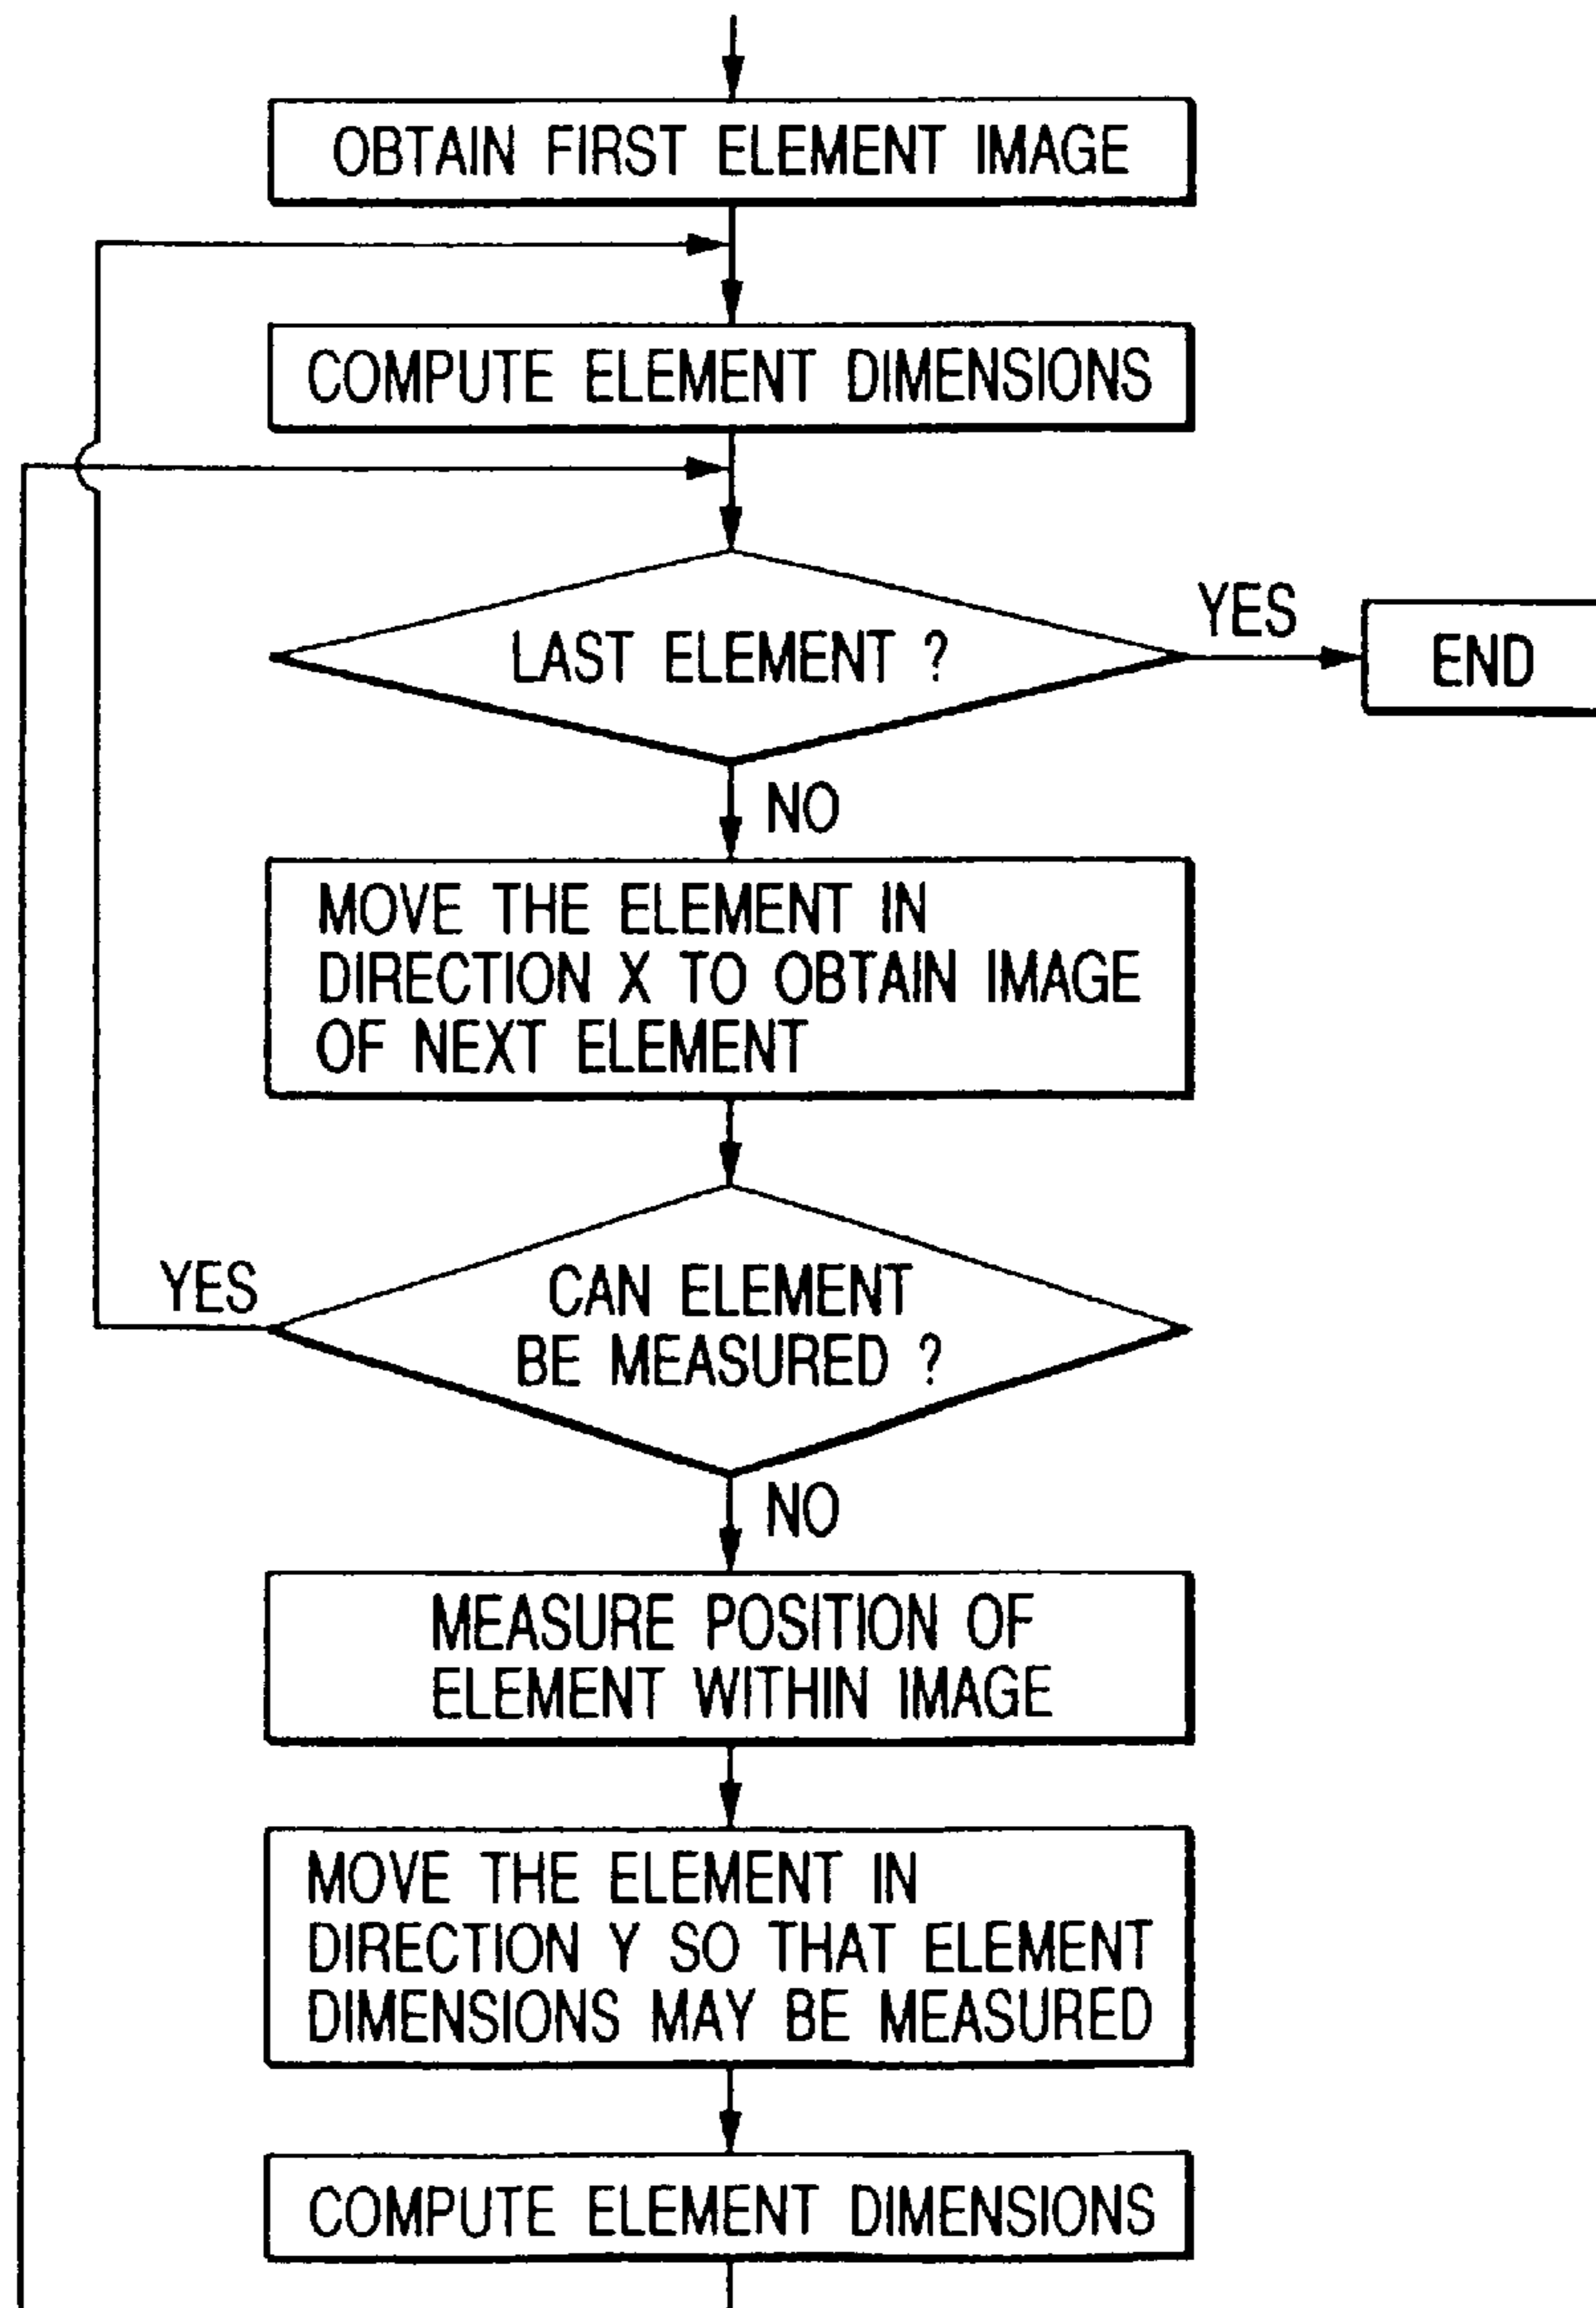 OBTAIN FIRST ELEMENT IMAGE
COMPUTE ELEMENT DIMENSIONS
LAST ELEMENT ?
YES
END
NO
MOVE THE ELEMENT IN
DIRECTION X TO OBTAIN IMAGE
OF NEXT ELEMENT
YES
CAN ELEMENT
BE MEASURED ?
NO
MEASURE POSITION OF
ELEMENT WITHIN IMAGE
MOVE THE ELEMENT IN
DIRECTION Y SO THAT ELEMENT
DIMENSIONS MAY BE MEASURED
COMPUTE ELEMENT DIMENSIONS